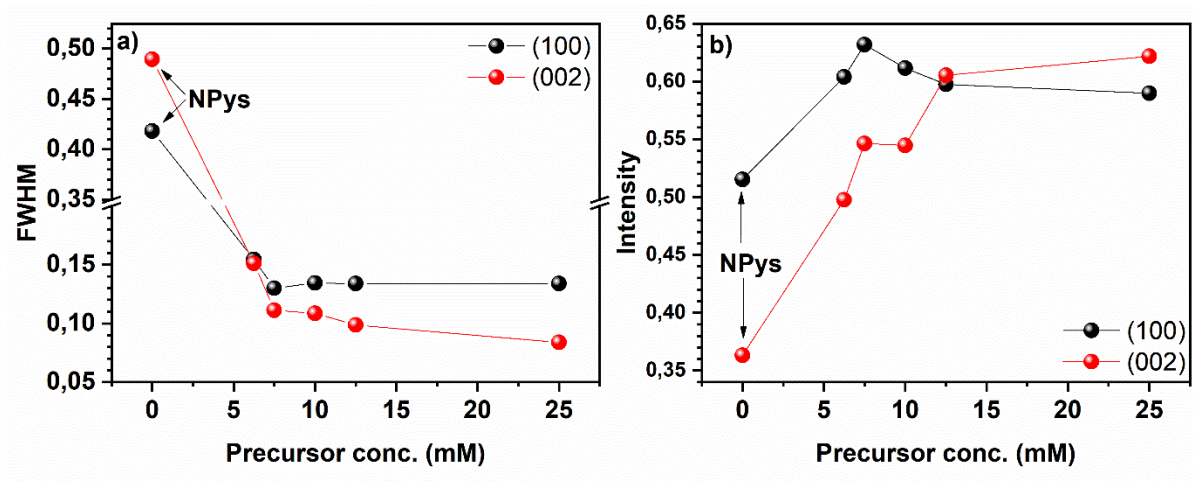 a)
(100)
(002)
NPys
0,50
0,45
0,40
0,35
0,15
0,10
0,05
FWHM
0 5 10 15 20 25
Precursor conc. (mM)
b)
0,65
0,60
0,55
0,50
0,45
0,40
0,35
Intensity
NPys
(100)
(002)
0 5 10 15 20 25
Precursor conc. (mM)